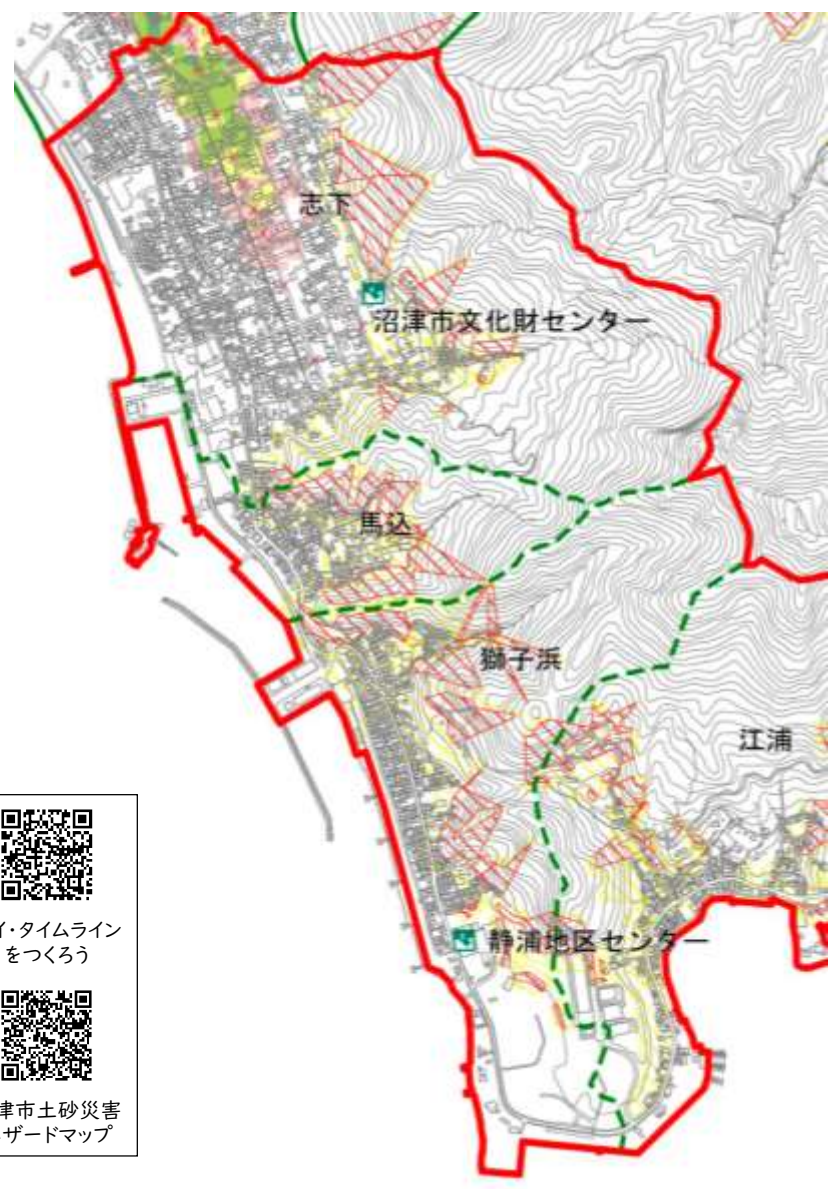 志下
沼津市文化財センター
馬込
獅子浜
江浦
静浦地区センター
イ・タイムライン
をつくろう
津市土砂災害
ザードマップ